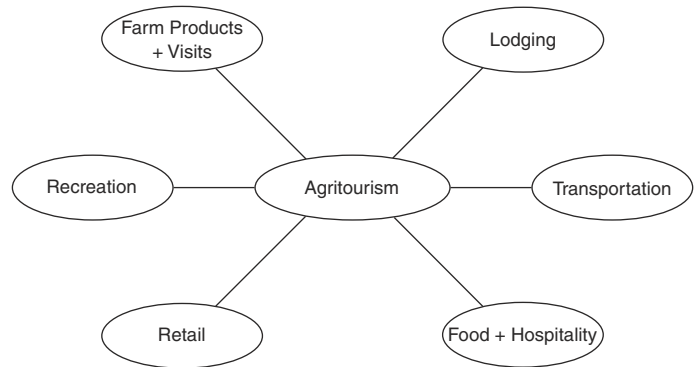 Farm Products
+ Visits
Lodging
Recreation
Agritourism
Transportation
Retail
Food + Hospitality